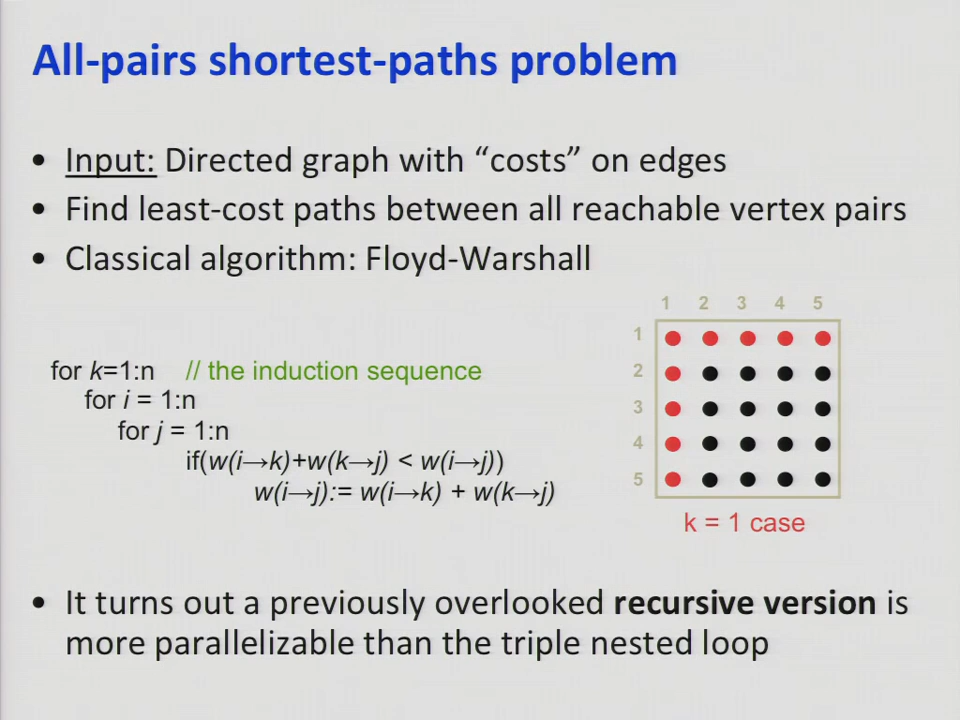 All-pairs shortest-paths problem
• Input: Directed graph with “costs” on edges
• Find least-cost paths between all reachable vertex pairs
• Classical algorithm: Floyd-Warshall
for k=1:n // the induction sequence
for i = 1:n
for j = 1:n
if(w(i→k)+w(k→j) < w(i→j))
w(i→j):= w(i→k) + w(k→j)
1 2 3 4 5
1
2
3
4
5
k = 1 case
• It turns out a previously overlooked recursive version is
more parallelizable than the triple nested loop